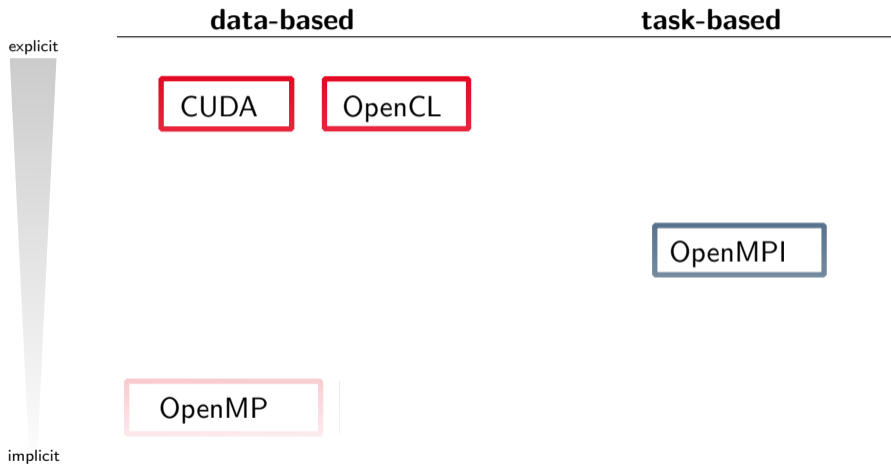 data-based task-based
explicit
CUDA OpenCL
OpenMPI
OpenMP
implicit